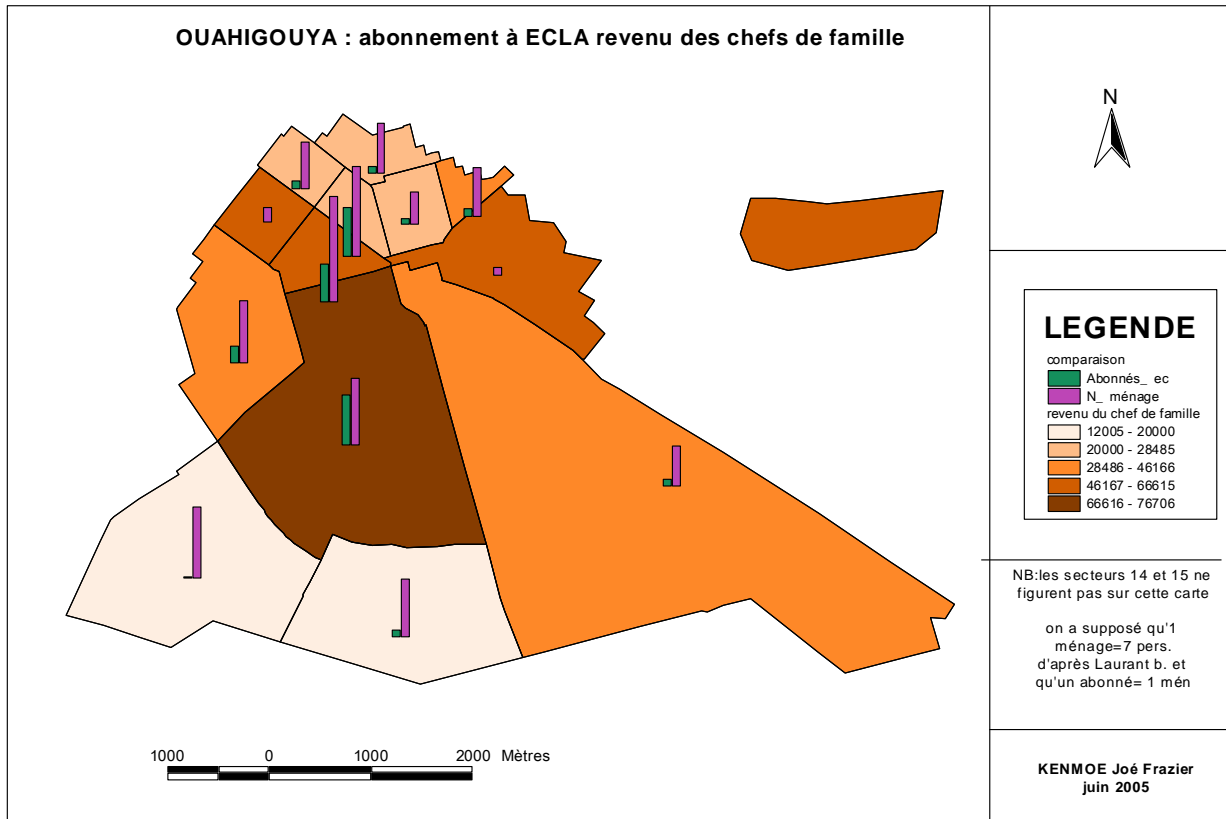 OUAHIGOUYA : abonnement à ECLA revenu des chefs de famille
N
LEGENDE
comparaison
Abonnés_ ec
N_ ménage
revenu du chef de famille
12005 - 20000
20000 - 28485
28486 - 46166
46167 - 66615
66616 - 76706
NB:les secteurs 14 et 15 ne
figurent pas sur cette carte
on a supposé qu'1
ménage=7 pers.
d'après Laurant b. et
qu'un abonné= 1 mén
1000 0 1000 2000 Mètres
KENMOE Joé Frazier
juin 2005